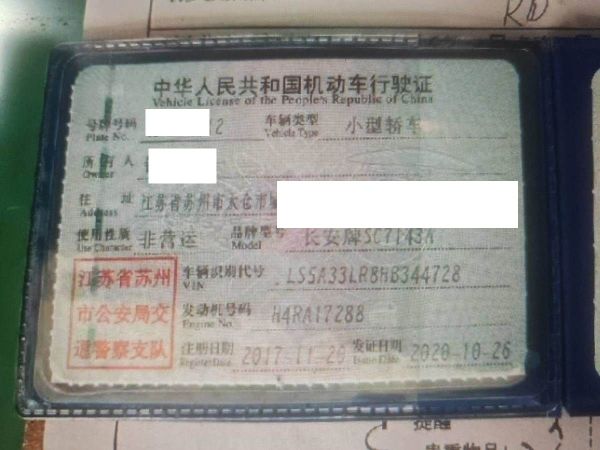 Rd
中华人民共和国机动车行驶证
Vehicle License of the People's Republic of China
号牌号码 2 车辆类型 小型轿车
Plate No. Vehicle Type
所有人
Owner
住址 江苏省苏州市太仓市
Address
使用性质 非营运 品牌型号 长安牌SC7143A
Use Character Model
江苏省苏州
市公安局交
通警察支队
车辆识别代号 LS5A33LR8HB344728
VIN
发动机号码 H4RA17288
Engine No.
注册日期 2017-11-20 发证日期 2020-10-26
Register Date Issue Date
提醒